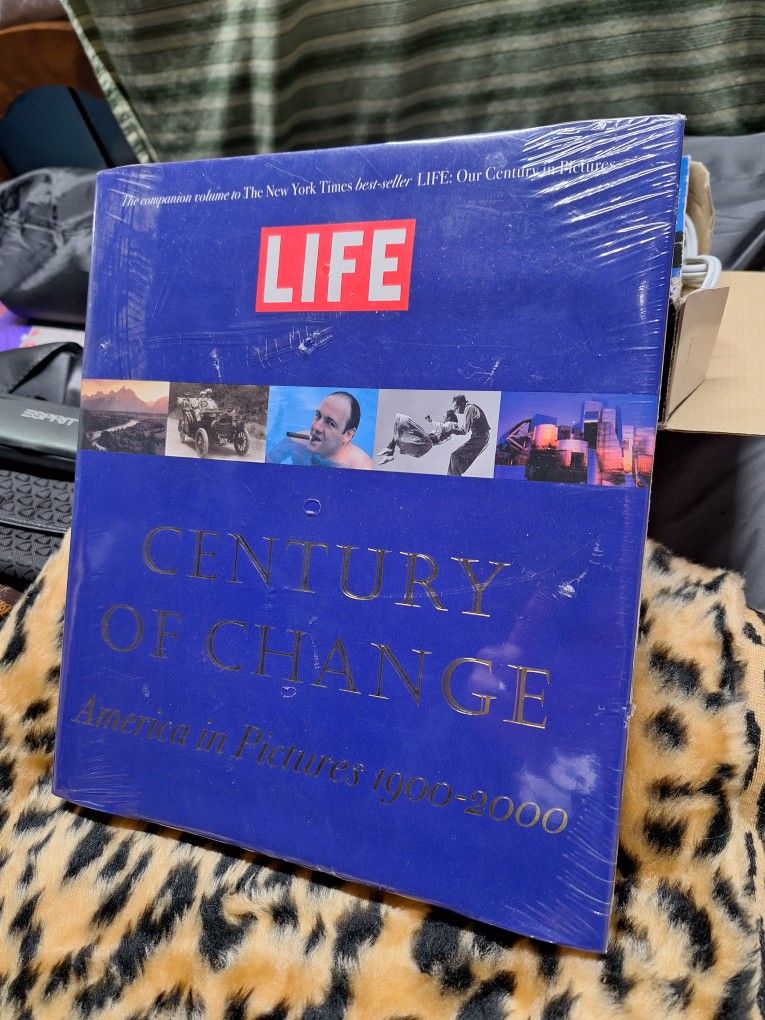 The companion volume to The New York Times best-seller LIFE: Our Century in Pictures
LIFE
CENTURY
OF CHANGE
America in Pictures 1900-2000
ESPRIT